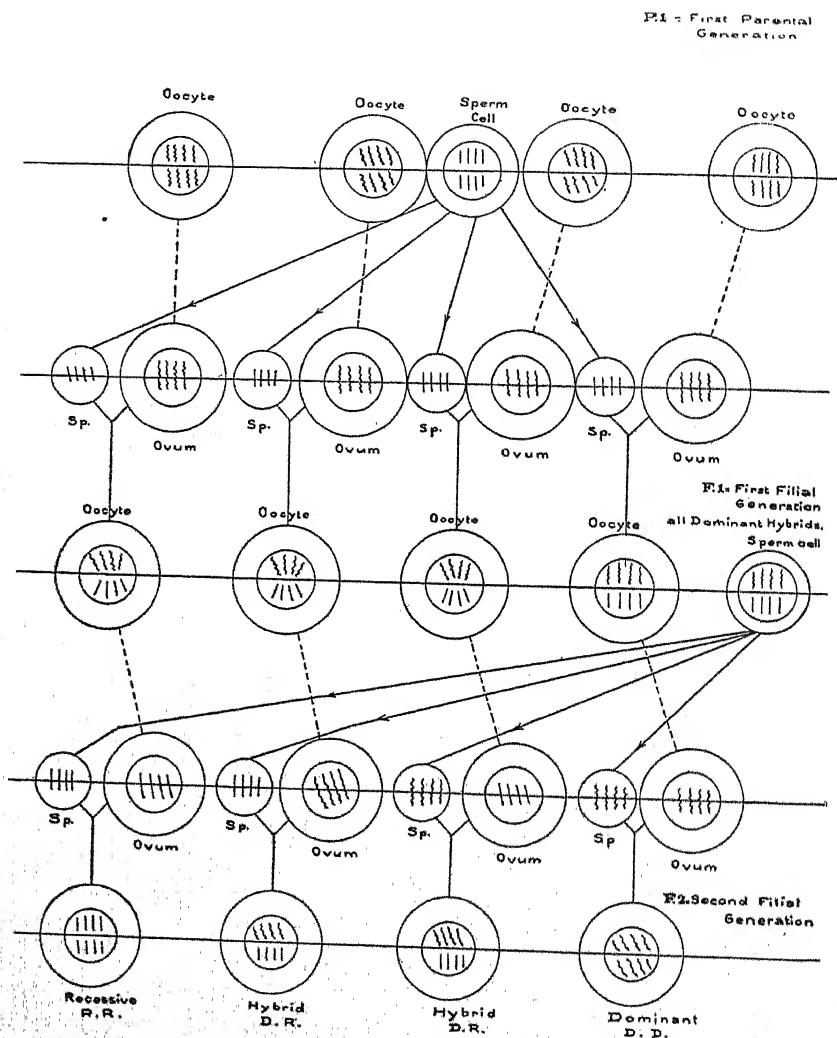 P.1 = First Parental
Generation
Oocyte
Oocyte
Sperm
Cell
Oocyte
Oocyte
Sp.
Ovum
Sp.
Ovum
Sp.
Ovum
Sp.
Ovum
F.1= First Filial
Generation
all Dominant Hybrids.
Sperm cell
Oocyte
Oocyte
Oocyte
Oocyte
Sp.
Ovum
Sp.
Ovum
Sp.
Ovum
Sp
Ovum
F.2.Second Filial
Generation
Recessive
R.R.
Hybrid
D.R.
Hybrid
D.R.
Dominant
D.D.